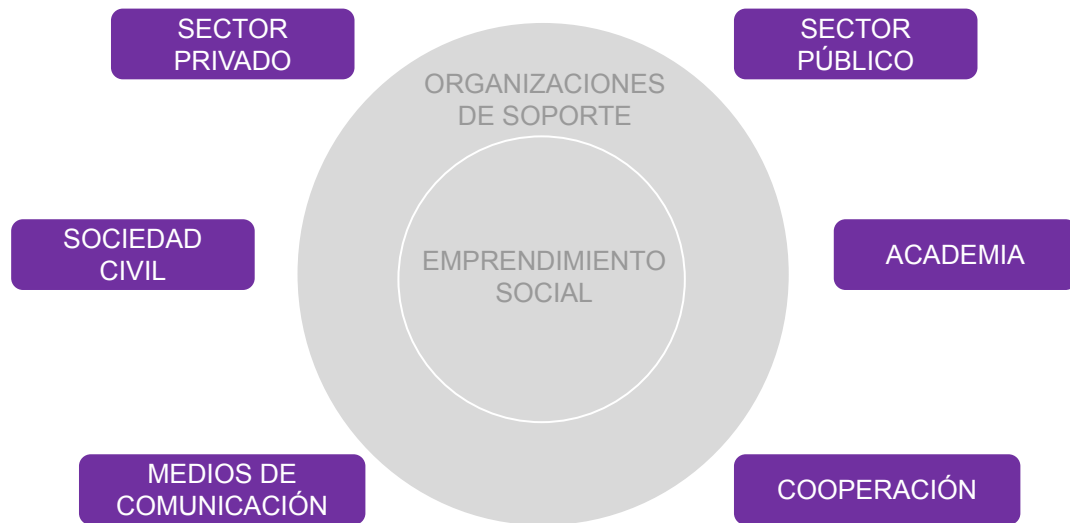 SECTOR
PRIVADO
SECTOR
PÚBLICO
ORGANIZACIONES
DE SOPORTE
SOCIEDAD
CIVIL
EMPRENDIMIENTO
SOCIAL
ACADEMIA
MEDIOS DE
COMUNICACIÓN
COOPERACIÓN